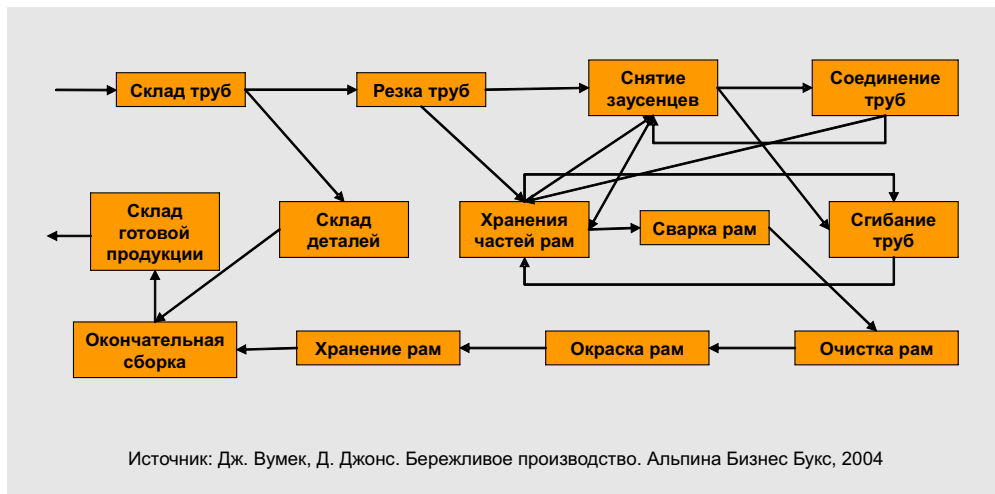 Склад труб
Резка труб
Снятие
заусенцев
Соединение
труб
Склад
готовой
продукции
Склад
деталей
Хранения
частей рам
Сварка рам
Сгибание
труб
Окончательная
сборка
Хранение рам
Окраска рам
Очистка рам
Источник: Дж. Вумек, Д. Джонс. Бережливое производство. Альпина Бизнес Букс, 2004